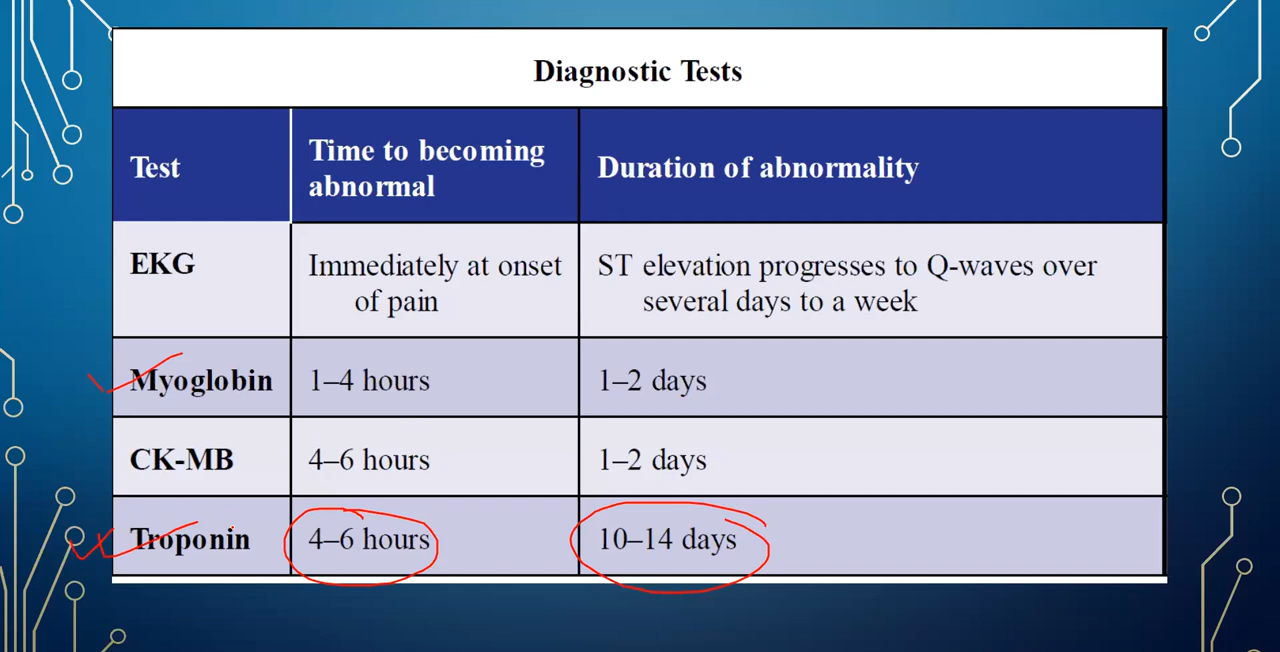 Diagnostic Tests
Test
Time to becoming
abnormal
Duration of abnormality
EKG
Immediately at onset
of pain
ST elevation progresses to Q-waves over
several days to a week
Myoglobin
1–4 hours
1–2 days
CK-MB
4–6 hours
1–2 days
Troponin
4–6 hours
10–14 days